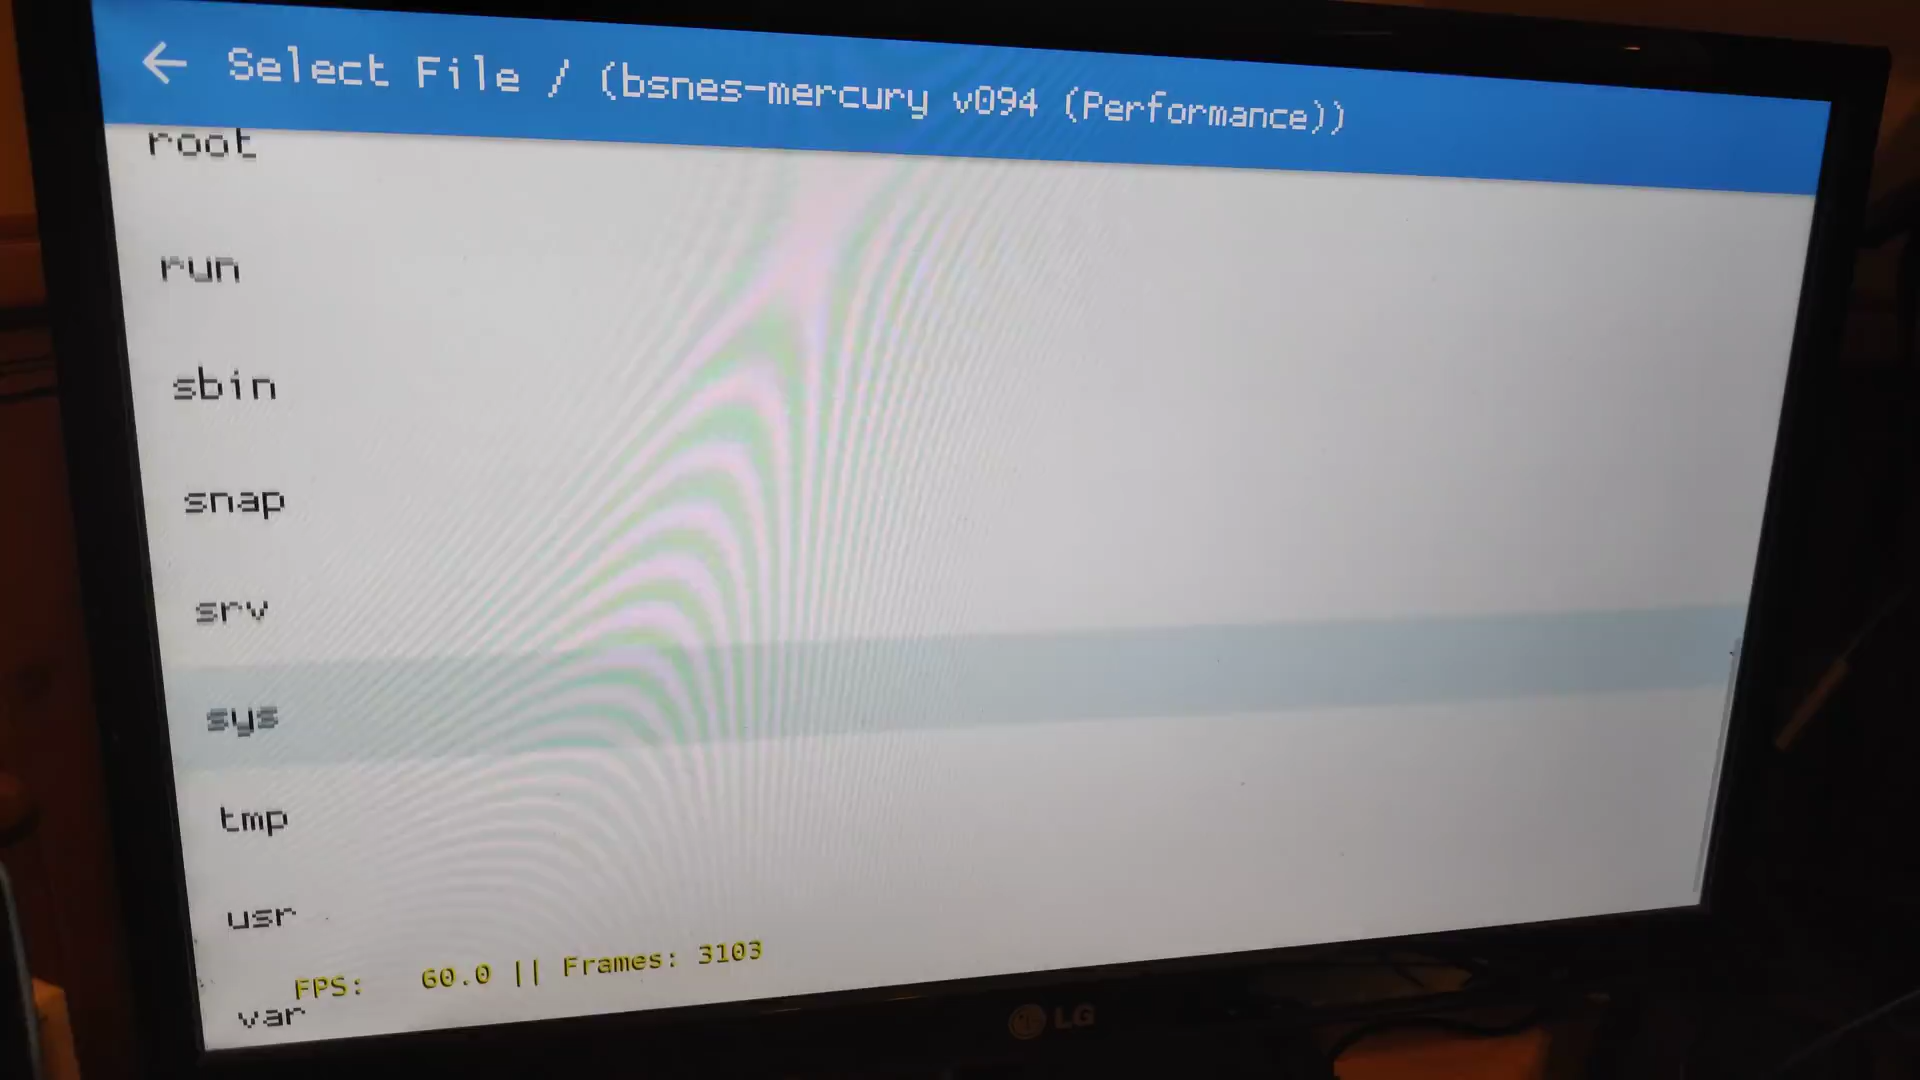 ← Select File / (bsnes-mercury v094 (Performance))
root
run
sbin
snap
srv
sys
tmp
usr
FPS: 60.0 || Frames: 3103
var
LG